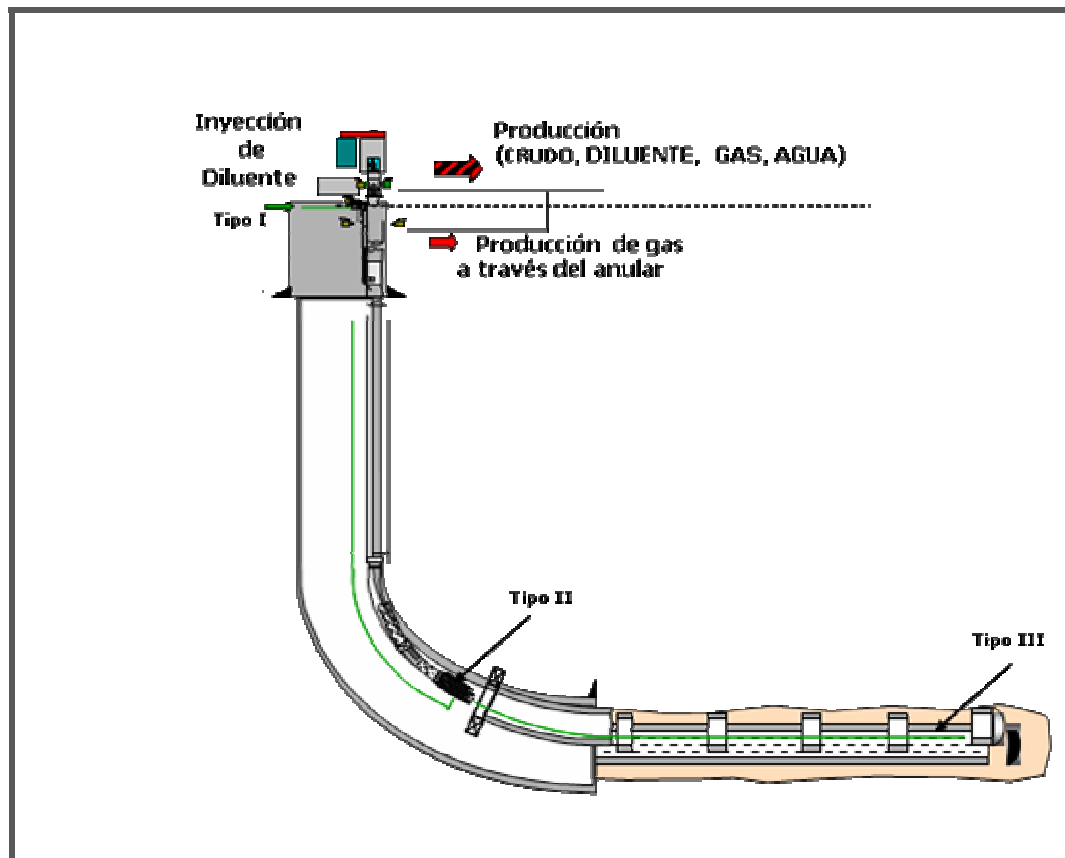 Inyección
de
Diluente
Tipo I
Producción
(CRUDO, DILUENTE, GAS, AGUA)
Producción de gas
a través del anular
Tipo II
Tipo III